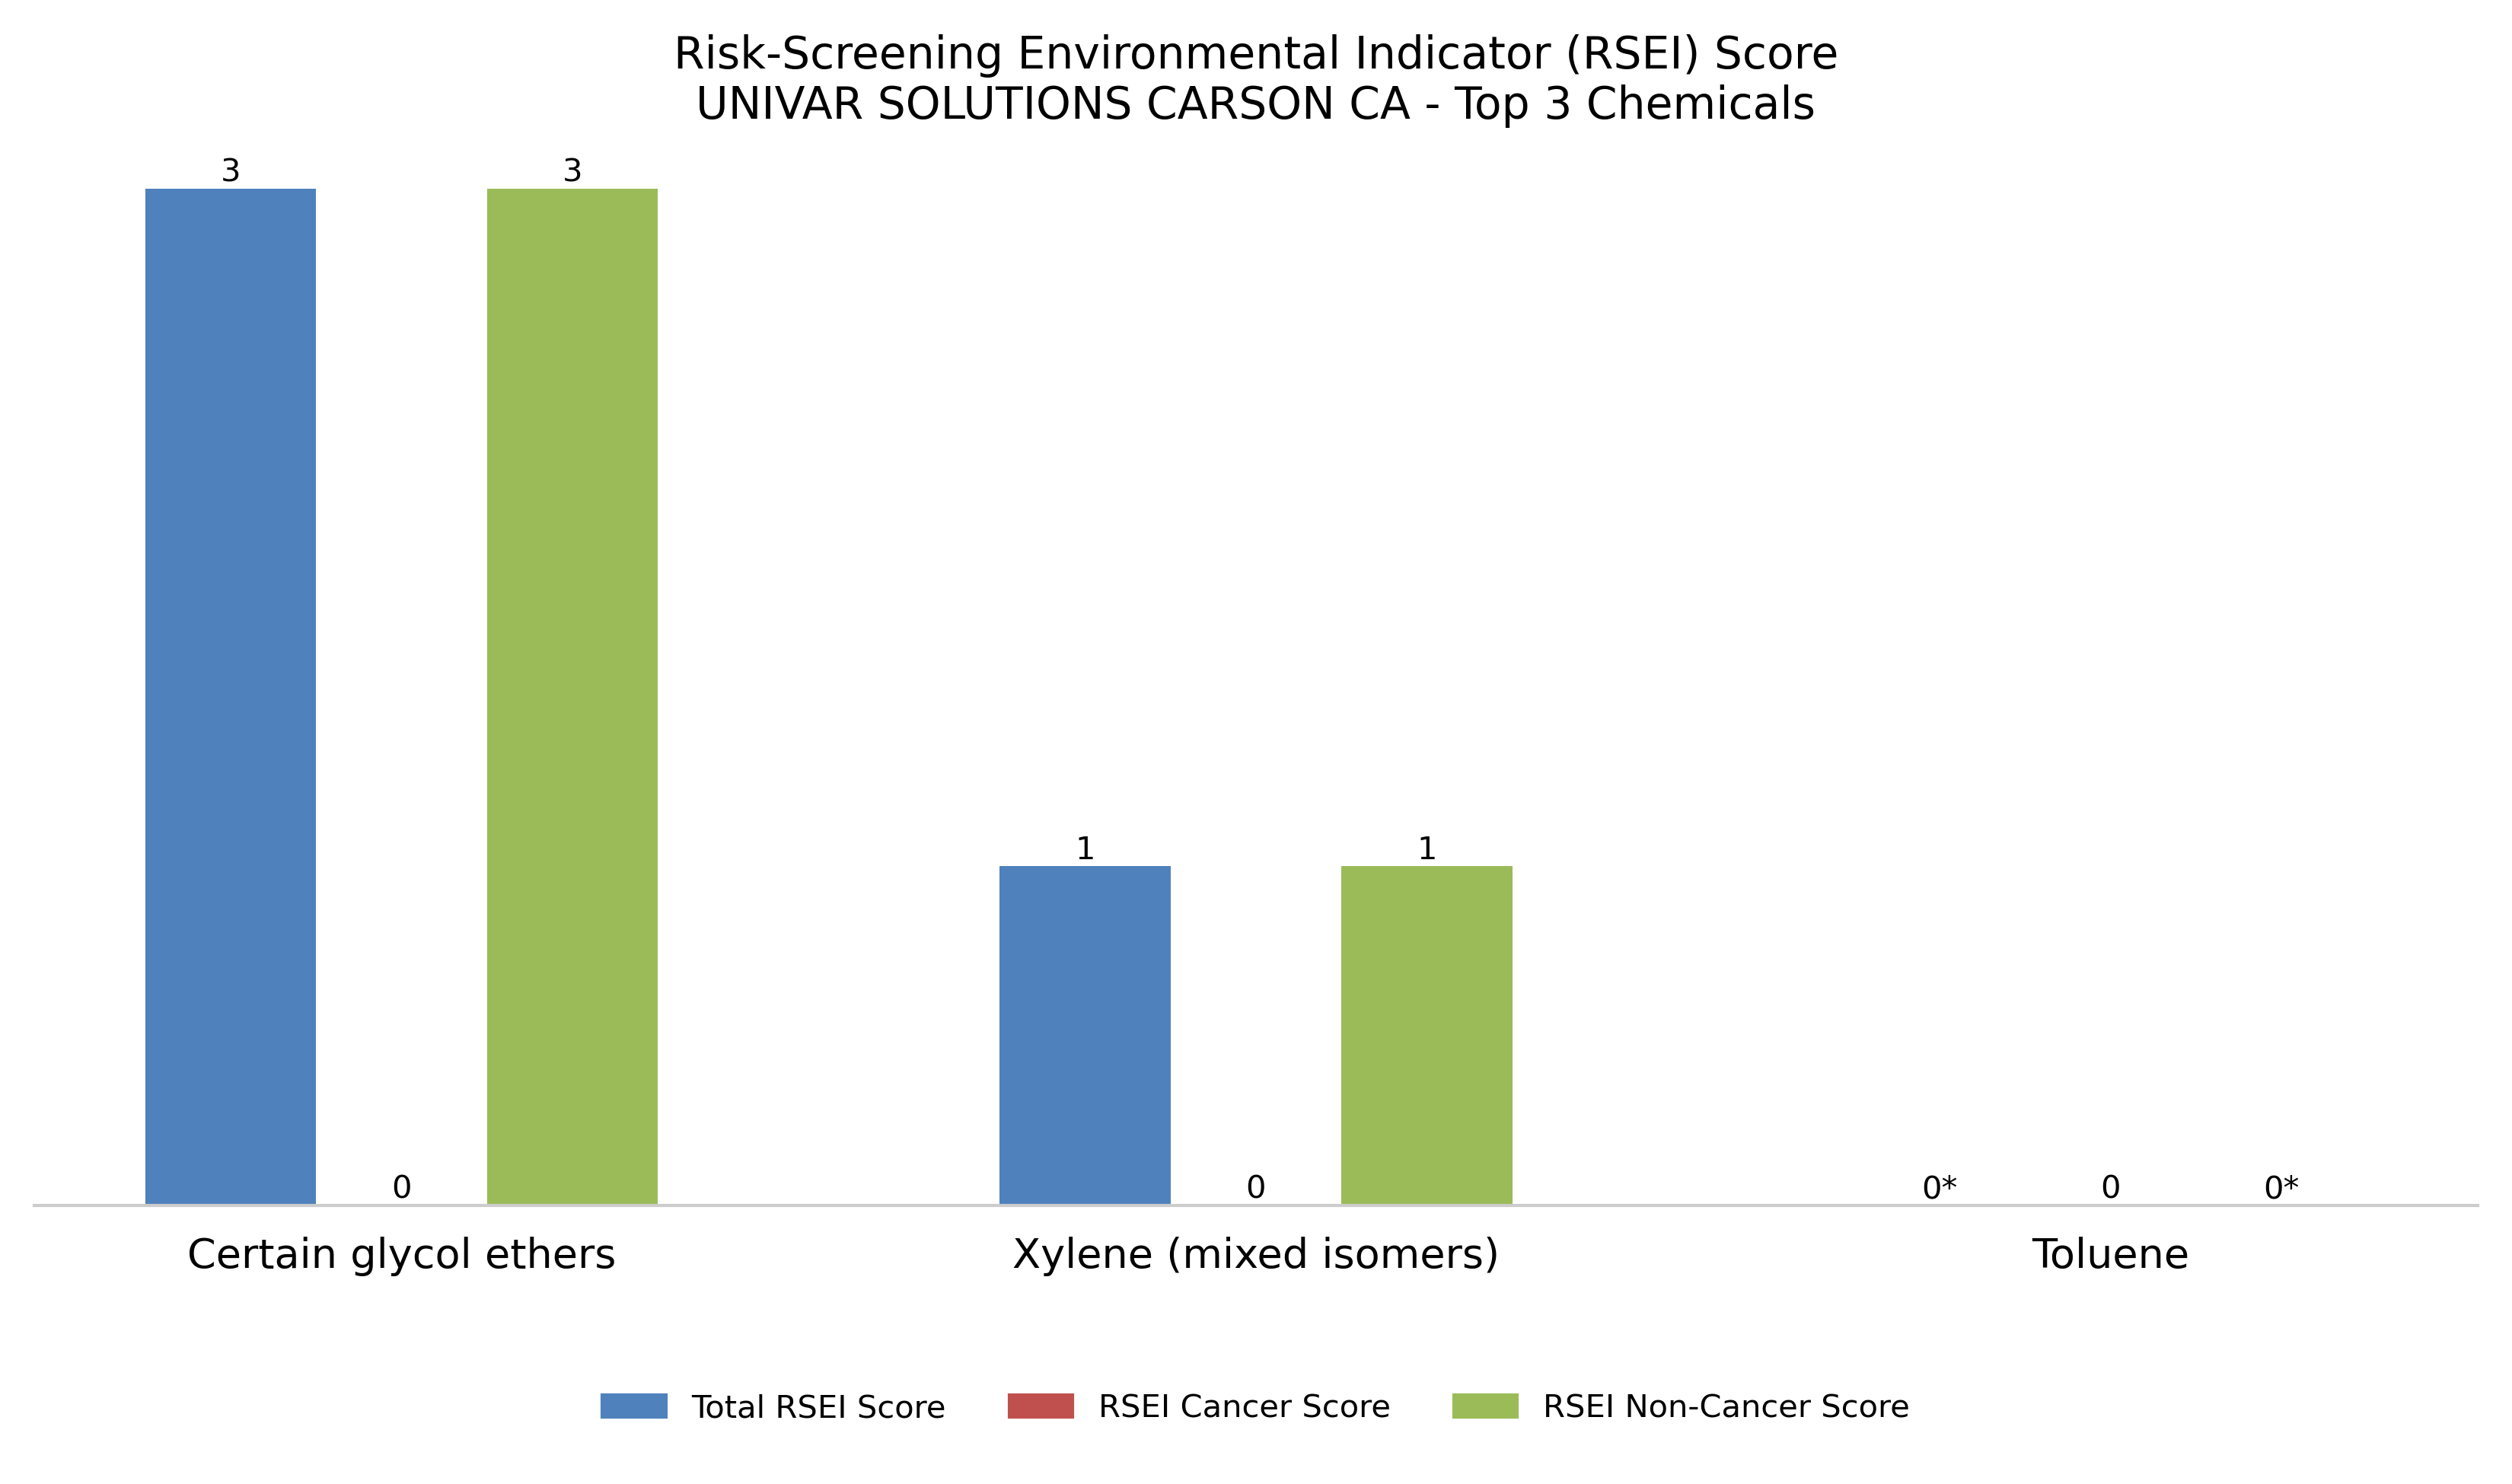 Risk-Screening Environmental Indicator (RSEI) Score
UNIVAR SOLUTIONS CARSON CA - Top 3 Chemicals
3
3
1
1
0
0
0*
0
0*
Certain glycol ethers
Xylene (mixed isomers)
Toluene
Total RSEI Score
RSEI Cancer Score
RSEI Non-Cancer Score